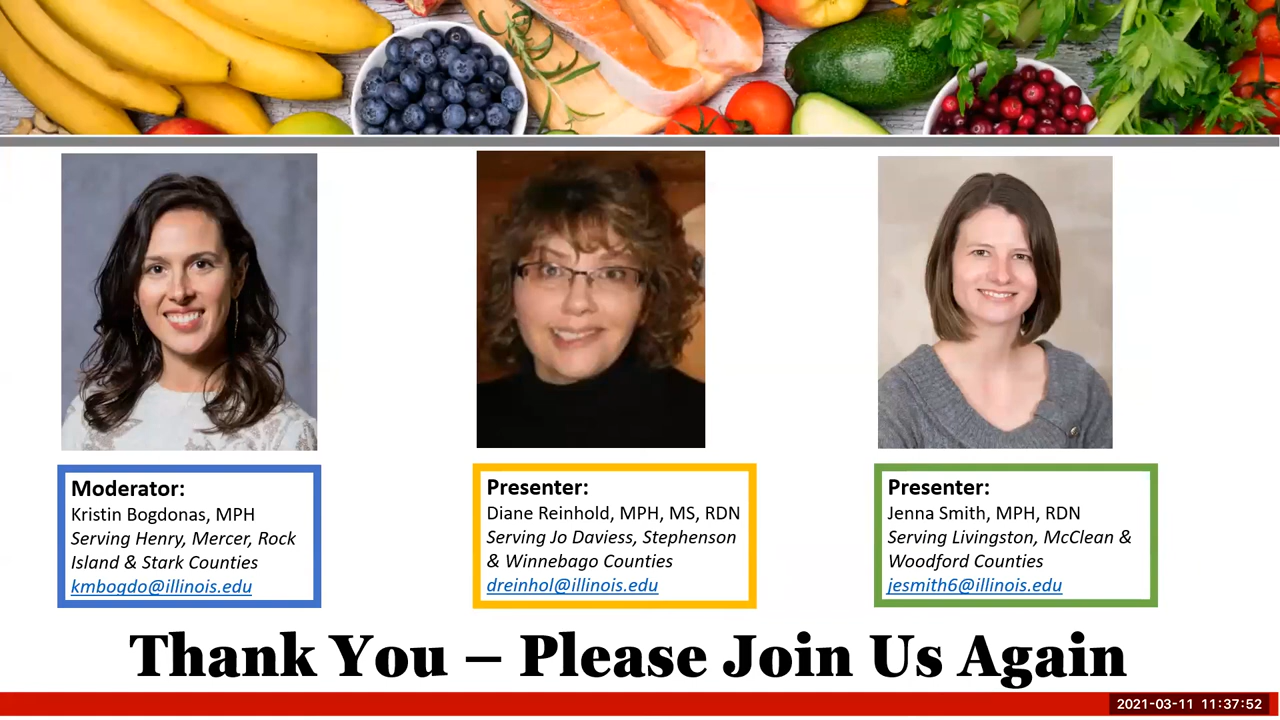 Moderator:
Kristin Bogdonas, MPH
Serving Henry, Mercer, Rock
Island & Stark Counties
kmbogdo@illinois.edu
Presenter:
Diane Reinhold, MPH, MS, RDN
Serving Jo Daviess, Stephenson
& Winnebago Counties
dreinhol@illinois.edu
Presenter:
Jenna Smith, MPH, RDN
Serving Livingston, McClean &
Woodford Counties
jesmith6@illinois.edu
Thank You – Please Join Us Again
2021-03-11 11:37:52